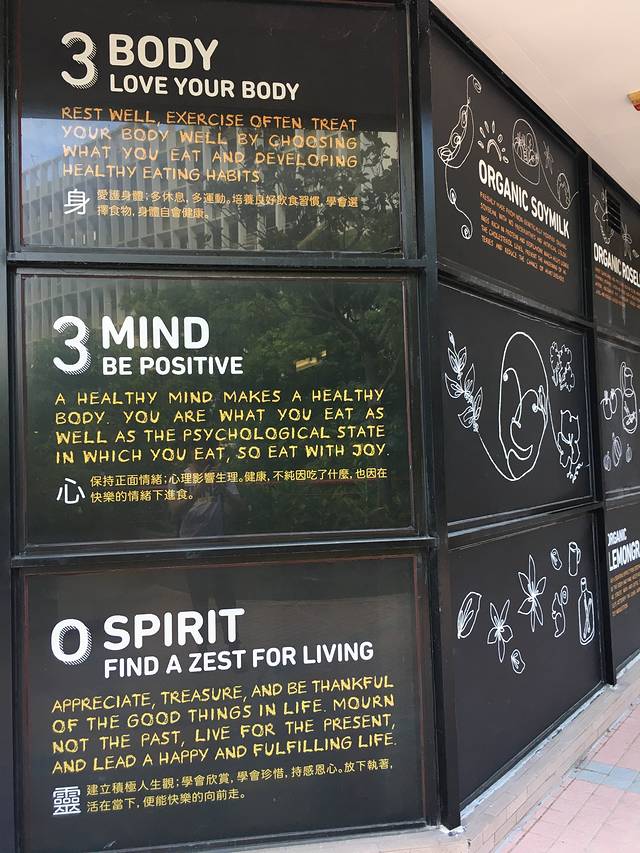 3 BODY
LOVE YOUR BODY
REST WELL, EXERCISE OFTEN. TREAT
YOUR BODY WELL BY CHOOSING
WHAT YOU EAT AND DEVELOPING
HEALTHY EATING HABITS.
身
愛護身體:多休息,多運動。培養良好飲食習慣,學會選
擇食物,身體自會健康。
3 MIND
BE POSITIVE
A HEALTHY MIND MAKES A HEALTHY
BODY. YOU ARE WHAT YOU EAT AS
WELL AS THE PSYCHOLOGICAL STATE
IN WHICH YOU EAT, SO EAT WITH JOY.
心
保持正面情緒;心理影響生理。健康,不純因吃了什麼,也因在
快樂的情緒下進食。
0 SPIRIT
FIND A ZEST FOR LIVING
APPRECIATE, TREASURE, AND BE THANKFUL
OF THE GOOD THINGS IN LIFE. MOURN
NOT THE PAST, LIVE FOR THE PRESENT,
AND LEAD A HAPPY AND FULFILLING LIFE.
靈
建立積極人生觀;學會欣賞,學會珍惜,持感恩心。放下執著,
活在當下,便能快樂的向前走。
ORGANIC SOYMILK
ORGANIC ROSEL
ORGANIC
LEMONGR